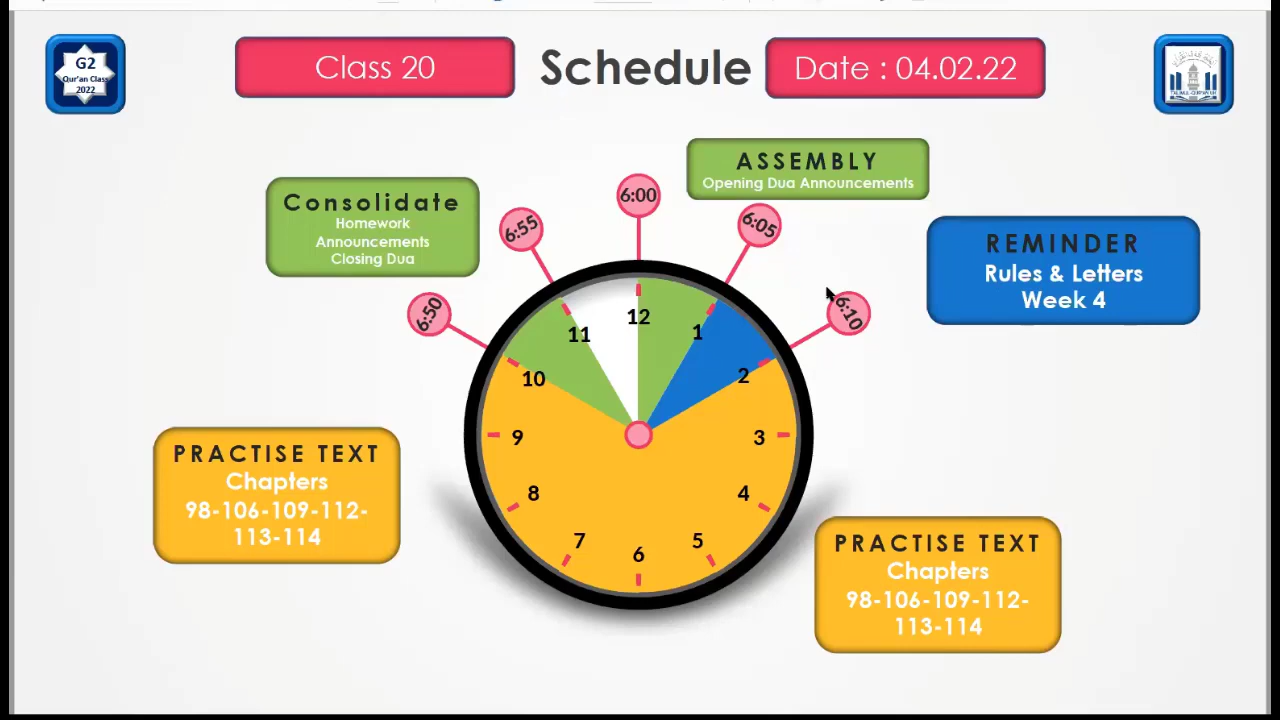 G2
Qur'an Class
2022
Class 20
Schedule
Date : 04.02.22
ASSEMBLY
Opening Dua Announcements
Consolidate
Homework
Announcements
Closing Dua
6:00
6:55
6:05
6:50
6:10
REMINDER
Rules & Letters
Week 4
12
11
1
10
2
9
3
8
4
7
5
6
PRACTISE TEXT
Chapters
98-106-109-112-
113-114
PRACTISE TEXT
Chapters
98-106-109-112-
113-114